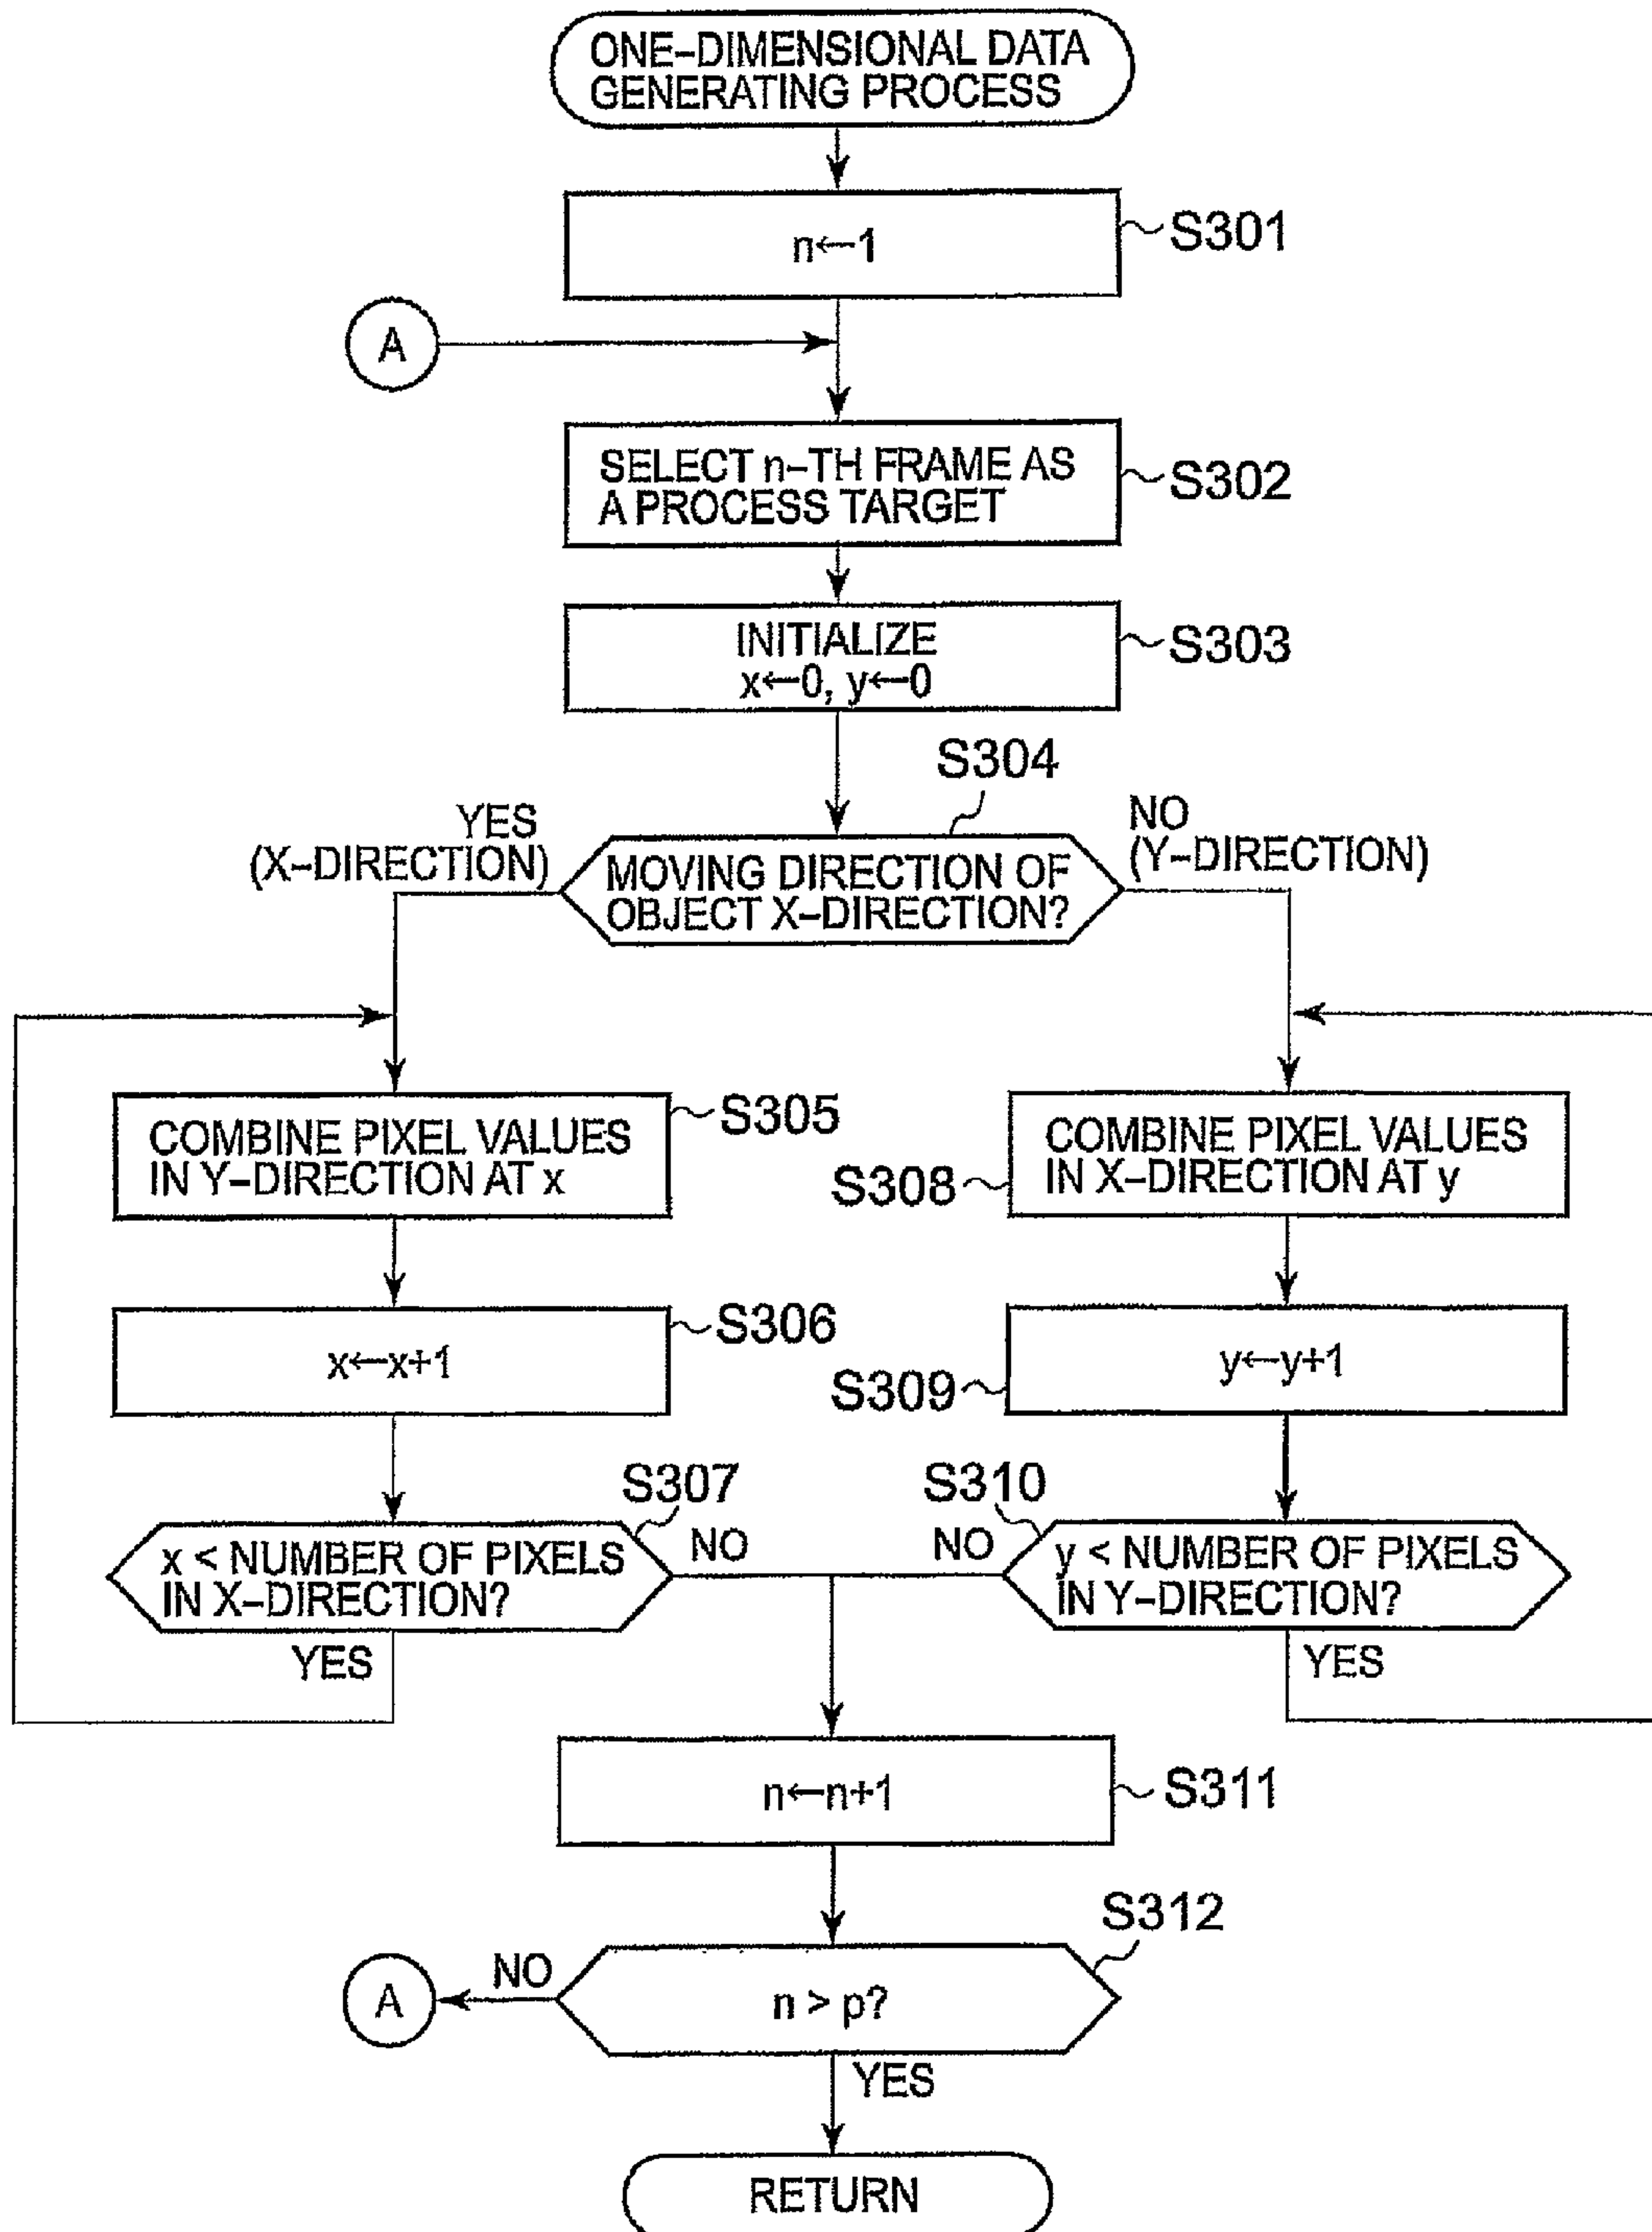 ONE-DIMENSIONAL DATA
GENERATING PROCESS
n←1
S301
A
SELECT n-TH FRAME AS
A PROCESS TARGET
S302
INITIALIZE
x←0, y←0
S303
S304
YES
(X-DIRECTION)
MOVING DIRECTION OF
OBJECT X-DIRECTION?
NO
(Y-DIRECTION)
COMBINE PIXEL VALUES
IN Y-DIRECTION AT x
S305
S308
COMBINE PIXEL VALUES
IN X-DIRECTION AT y
x←x+1
S306
S309
y←y+1
S307
S310
x < NUMBER OF PIXELS
IN X-DIRECTION?
NO
NO
y < NUMBER OF PIXELS
IN Y-DIRECTION?
YES
YES
n←n+1
S311
S312
A
NO
n > p?
YES
RETURN